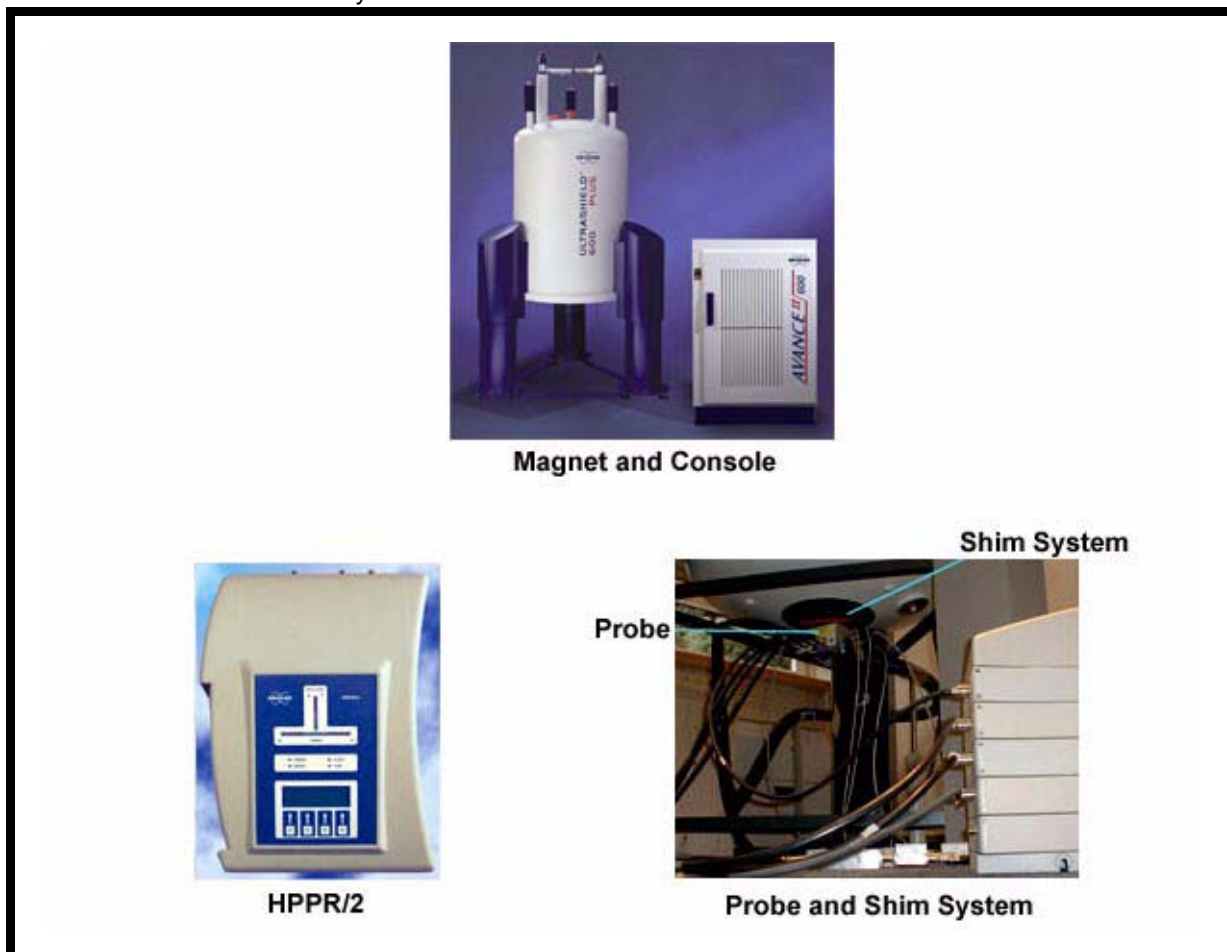 ULTRASHIELD
600 PLUS
AVANCE II 600
Magnet and Console
Shim System
Probe
HPPR/2
Probe and Shim System